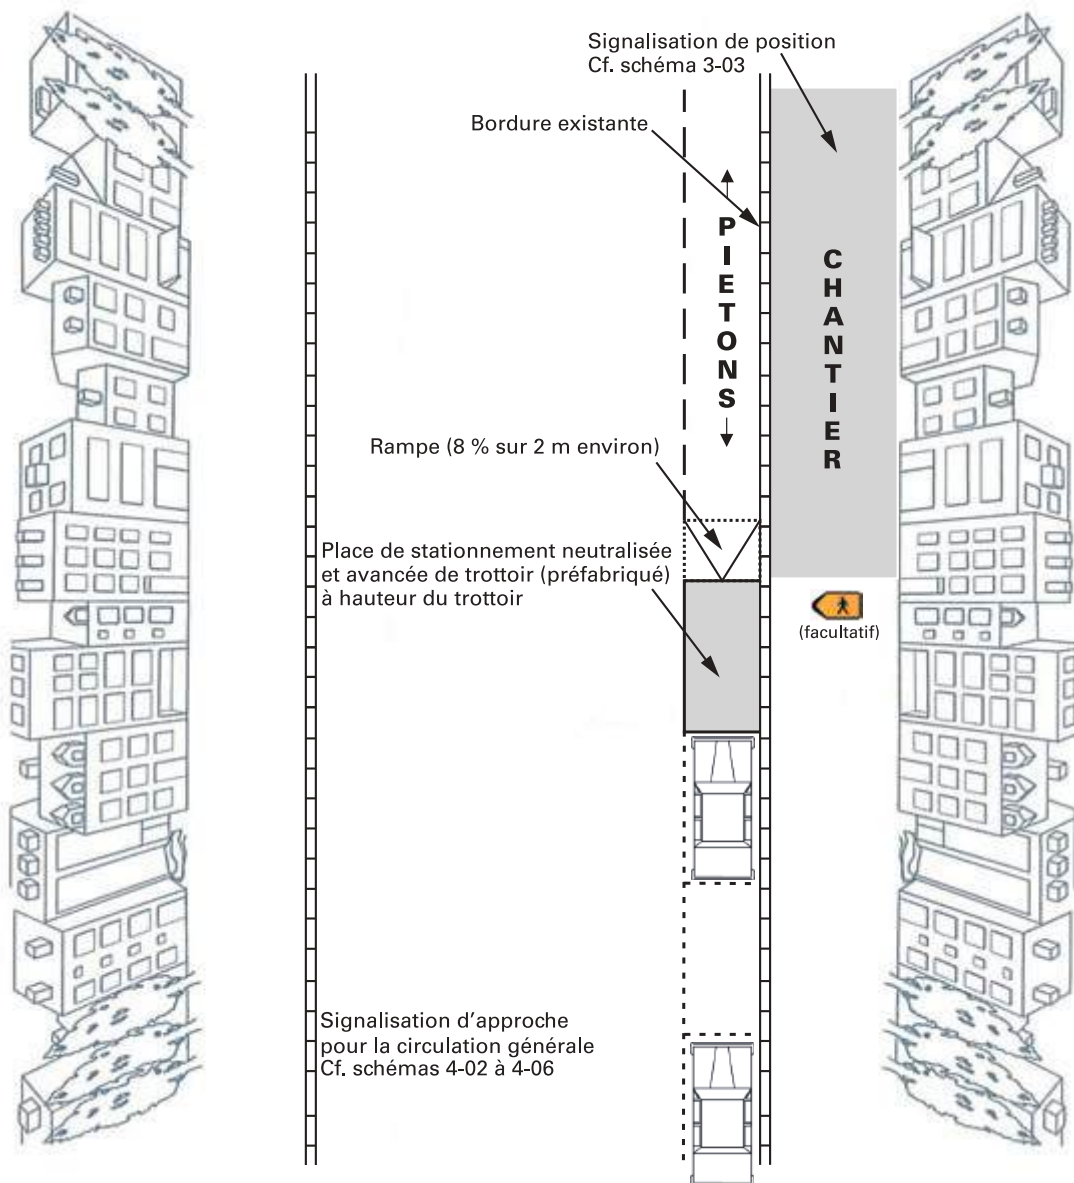 Signalisation de position
Cf. schéma 3-03
Bordure existante
PIETONS
CHANTIER
Rampe (8 % sur 2 m environ)
Place de stationnement neutralisée
et avancée de trottoir (préfabriqué)
à hauteur du trottoir
(facultatif)
Signalisation d'approche
pour la circulation générale
Cf. schémas 4-02 à 4-06